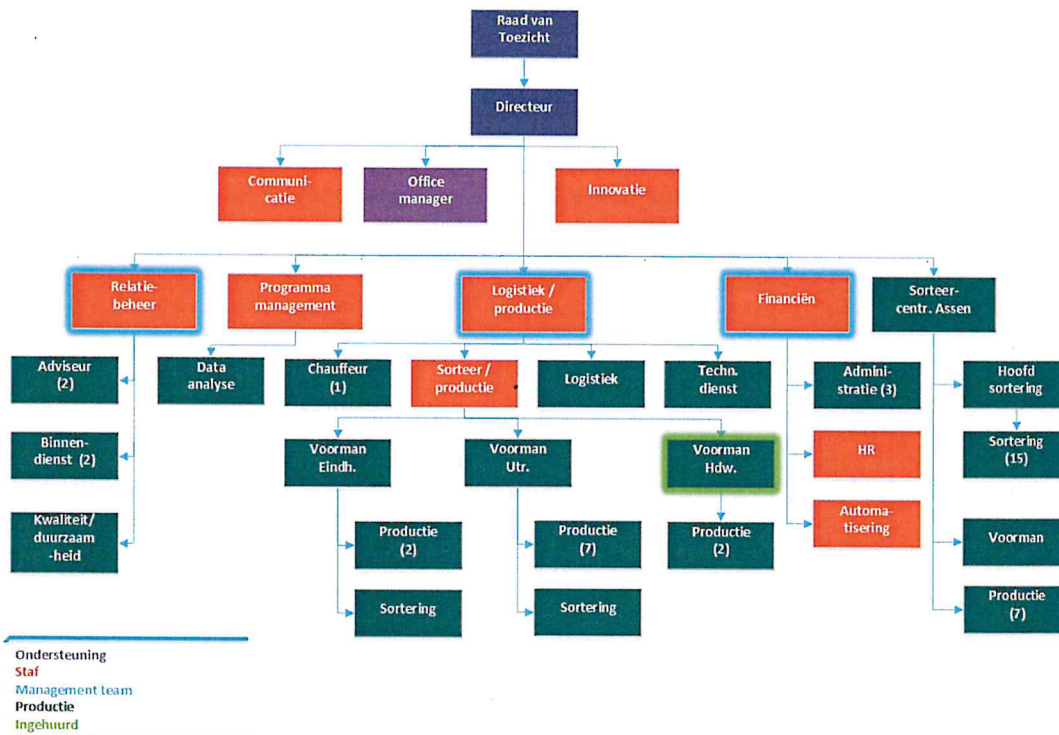 Raad van
Toezicht
Directeur
Communi-
catie
Office
manager
Innovatie
Relatie-
beheer
Programma
management
Logistiek /
productie
Financiën
Sorteer-
centr. Assen
Adviseur
(2)
Data
analyse
Chauffeur
(1)
Sorteer /
productie
Logistiek
Techn.
dienst
Admini-
stratie (3)
Hoofd
sortering
Binnen-
dienst (2)
Voorman
Eindh.
Voorman
Utr.
Voorman
Hdw.
HR
Sortering
(15)
Kwaliteit/
duurzaam
-heid
Productie
(2)
Productie
(7)
Productie
(2)
Automa-
tisering
Voorman
Sortering
Sortering
Productie
(7)
Ondersteuning
Staf
Management team
Productie
Ingehuurd